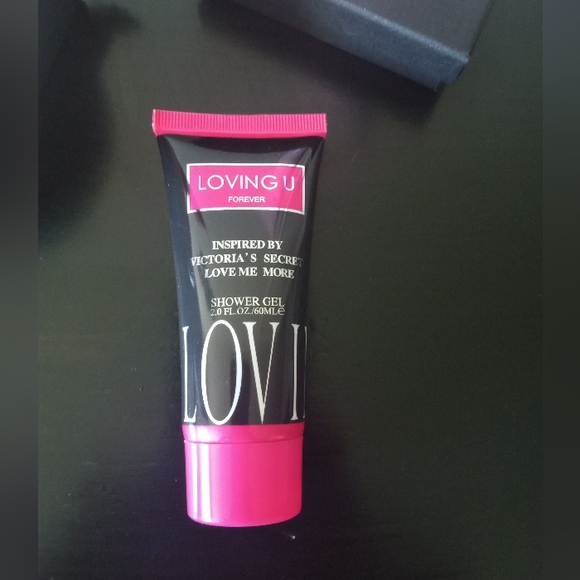 LOVING U
FOREVER
INSPIRED BY
VICTORIA'S SECRET
LOVE ME MORE
SHOWER GEL
2.0 FL.OZ./60ML℮
LOVI